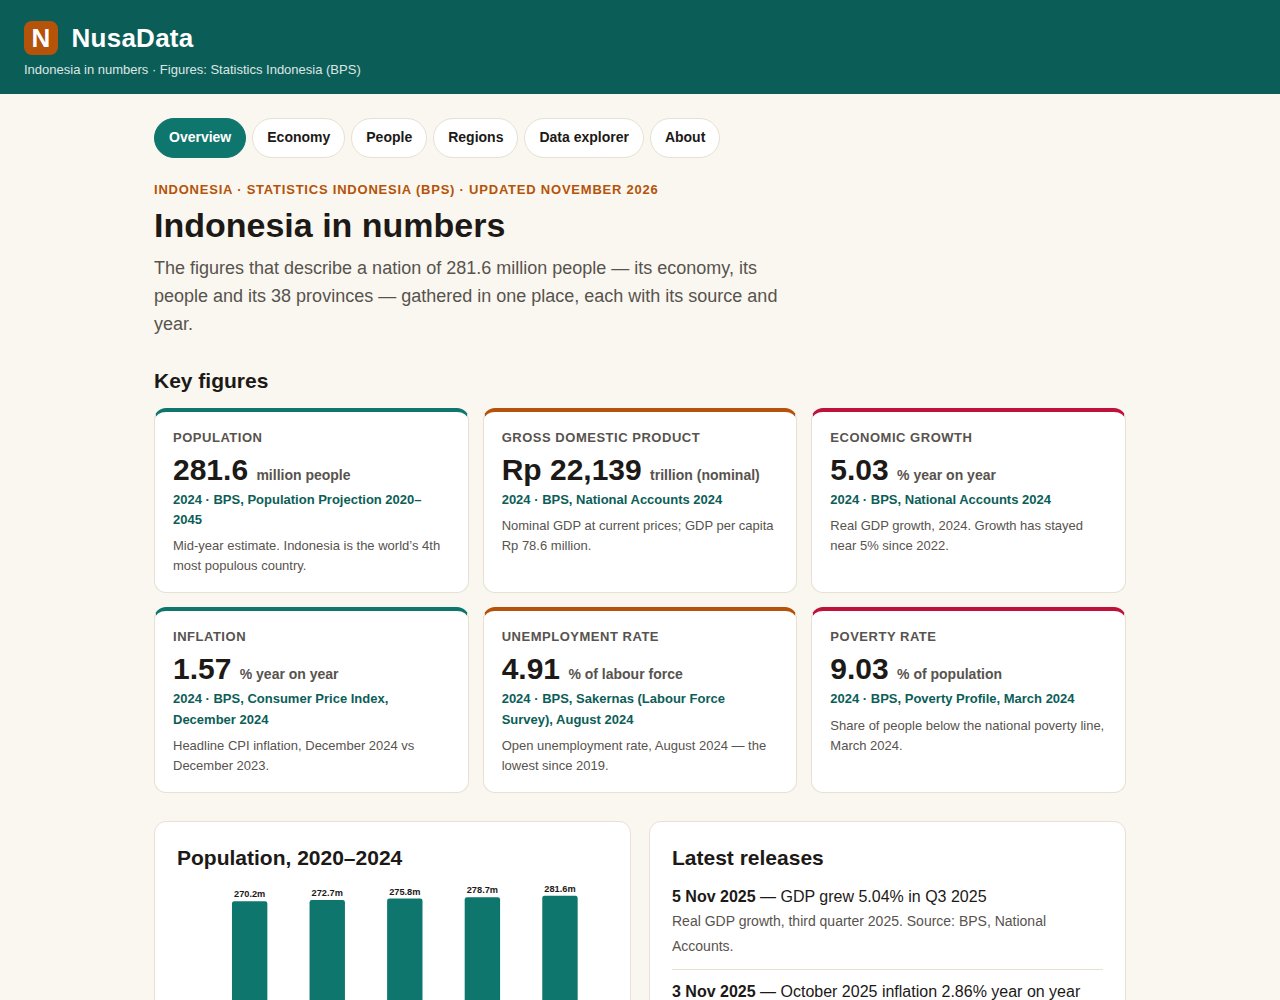 N NusaData
Indonesia in numbers · Figures: Statistics Indonesia (BPS)
Overview Economy People Regions Data explorer About
INDONESIA · STATISTICS INDONESIA (BPS) · UPDATED NOVEMBER 2026
Indonesia in numbers
The figures that describe a nation of 281.6 million people — its economy, its
people and its 38 provinces — gathered in one place, each with its source and
year.
Key figures
POPULATION
281.6 million people
2024 · BPS, Population Projection 2020–
2045
Mid-year estimate. Indonesia is the world’s 4th
most populous country.
GROSS DOMESTIC PRODUCT
Rp 22,139 trillion (nominal)
2024 · BPS, National Accounts 2024
Nominal GDP at current prices; GDP per capita
Rp 78.6 million.
ECONOMIC GROWTH
5.03 % year on year
2024 · BPS, National Accounts 2024
Real GDP growth, 2024. Growth has stayed
near 5% since 2022.
INFLATION
1.57 % year on year
2024 · BPS, Consumer Price Index,
December 2024
Headline CPI inflation, December 2024 vs
December 2023.
UNEMPLOYMENT RATE
4.91 % of labour force
2024 · BPS, Sakernas (Labour Force
Survey), August 2024
Open unemployment rate, August 2024 — the
lowest since 2019.
POVERTY RATE
9.03 % of population
2024 · BPS, Poverty Profile, March 2024
Share of people below the national poverty line,
March 2024.
Population, 2020–2024
270.2m 272.7m 275.8m 278.7m 281.6m
Latest releases
5 Nov 2025 — GDP grew 5.04% in Q3 2025
Real GDP growth, third quarter 2025. Source: BPS, National
Accounts.
3 Nov 2025 — October 2025 inflation 2.86% year on year